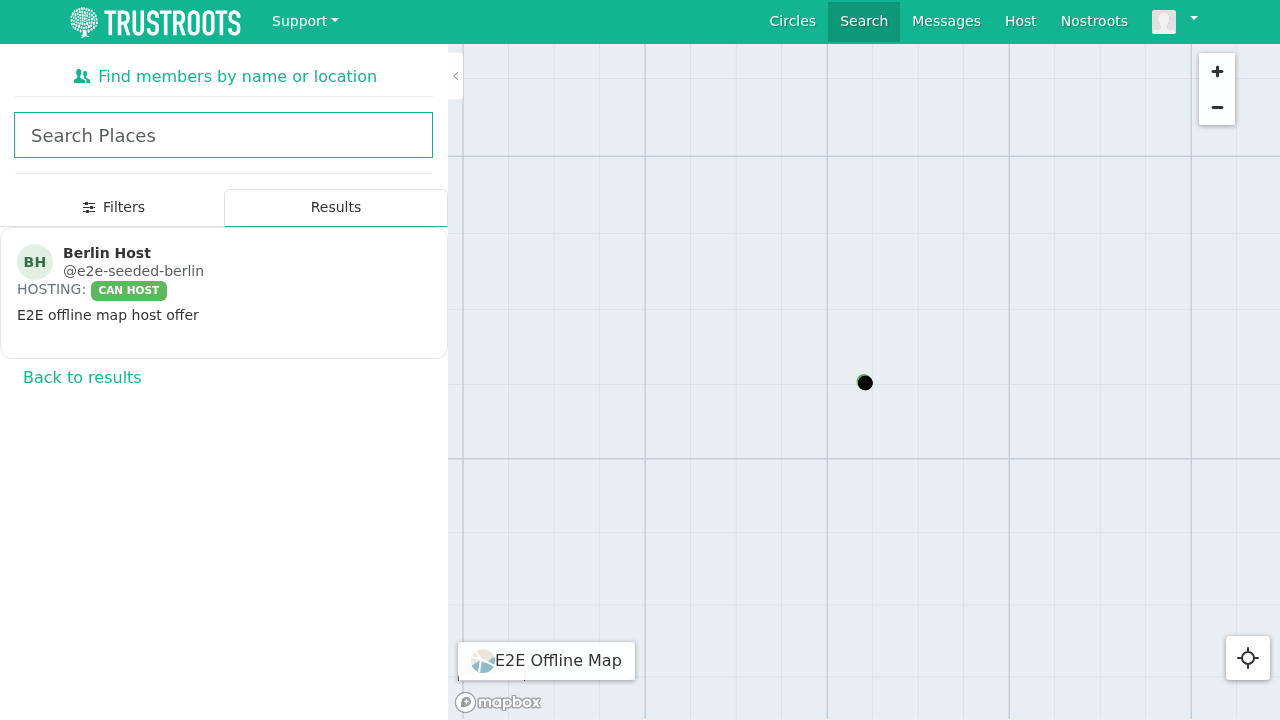 TRUSTROOTS
Support
Circles
Search
Messages
Host
Nostroots
Find members by name or location
Search Places
Filters
Results
BH
Berlin Host
@e2e-seeded-berlin
HOSTING: CAN HOST
E2E offline map host offer
Back to results
E2E Offline Map
mapbox